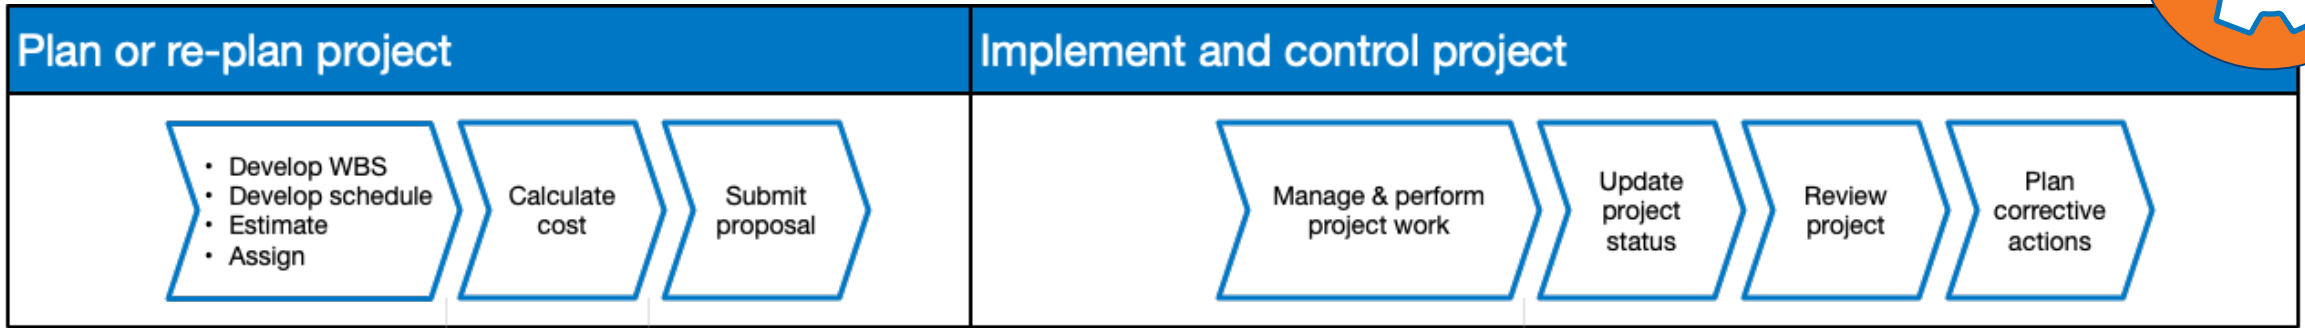 Plan or re-plan project
Implement and control project
• Develop WBS
• Develop schedule
• Estimate
• Assign
Calculate
cost
Submit
proposal
Manage & perform
project work
Update
project
status
Review
project
Plan
corrective
actions